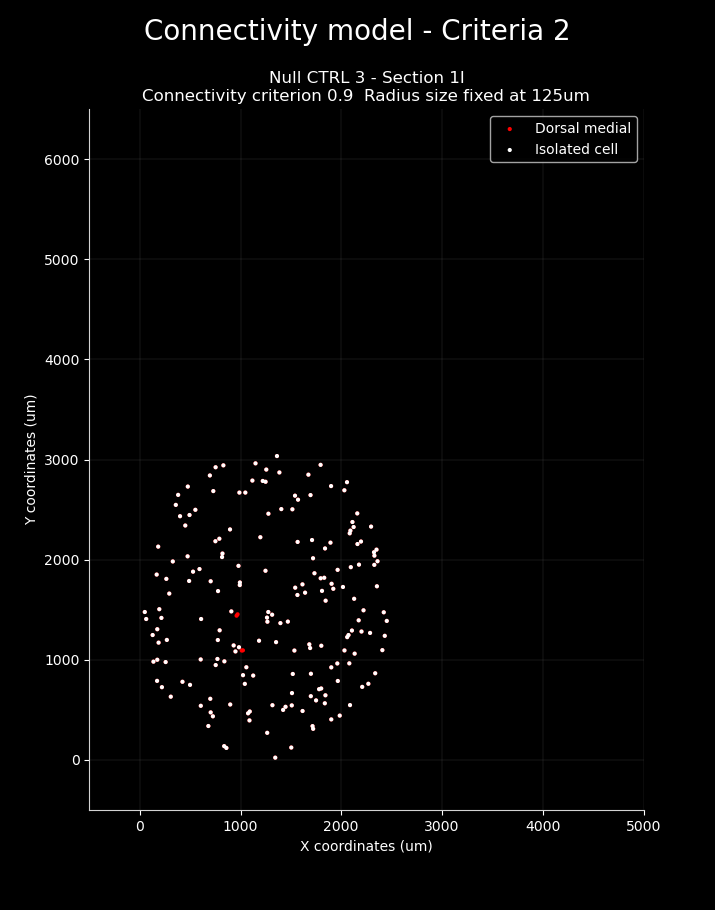 Connectivity model - Criteria 2
Null CTRL 3 - Section 1l
Connectivity criterion 0.9  Radius size fixed at 125um
Dorsal medial
Isolated cell
6000
5000
4000
3000
2000
1000
0
Y coordinates (um)
0
1000
2000
3000
4000
5000
X coordinates (um)